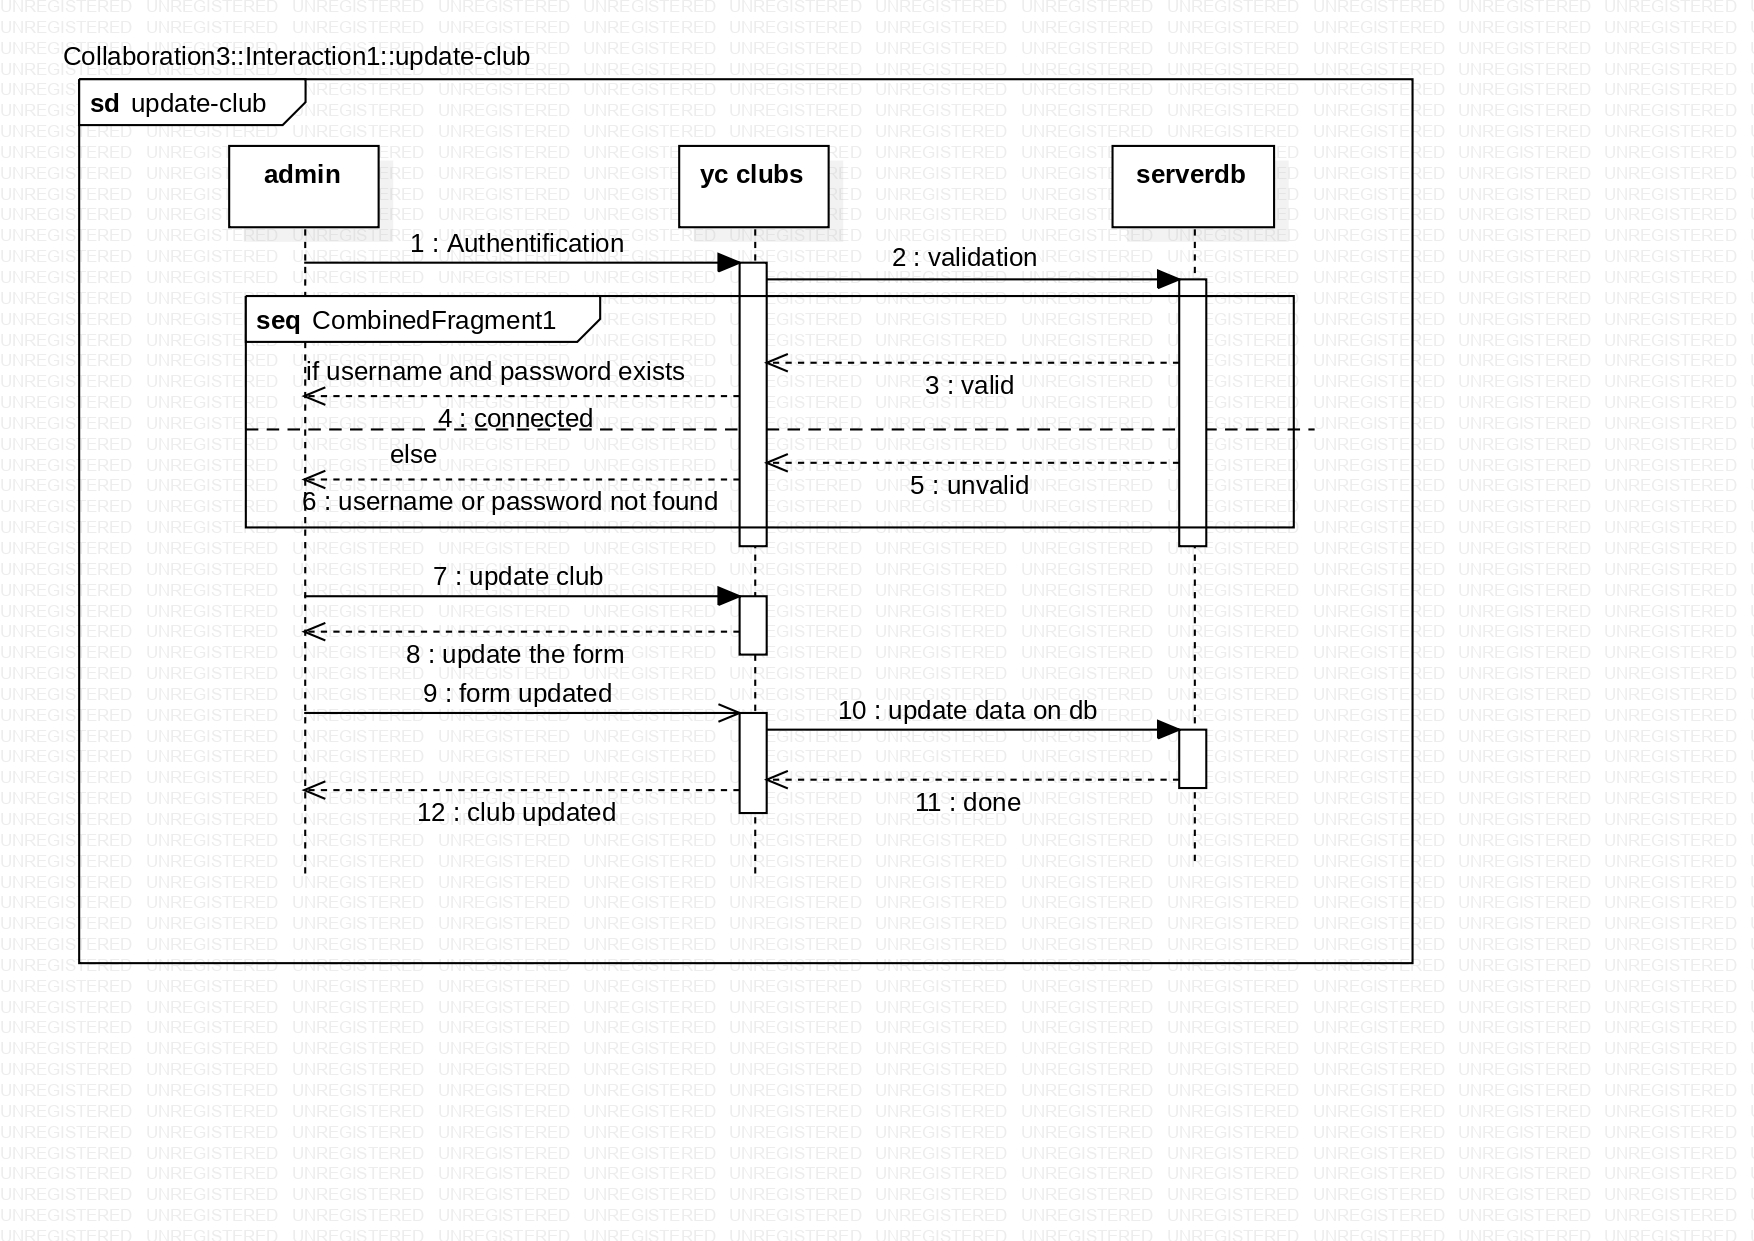 Collaboration3::Interaction1::update-club
sd update-club
admin
yc clubs
serverdb
1 : Authentification
2 : validation
seq CombinedFragment1
if username and password exists
3 : valid
4 : connected
else
5 : unvalid
6 : username or password not found
7 : update club
8 : update the form
9 : form updated
10 : update data on db
11 : done
12 : club updated
UNREGISTERED